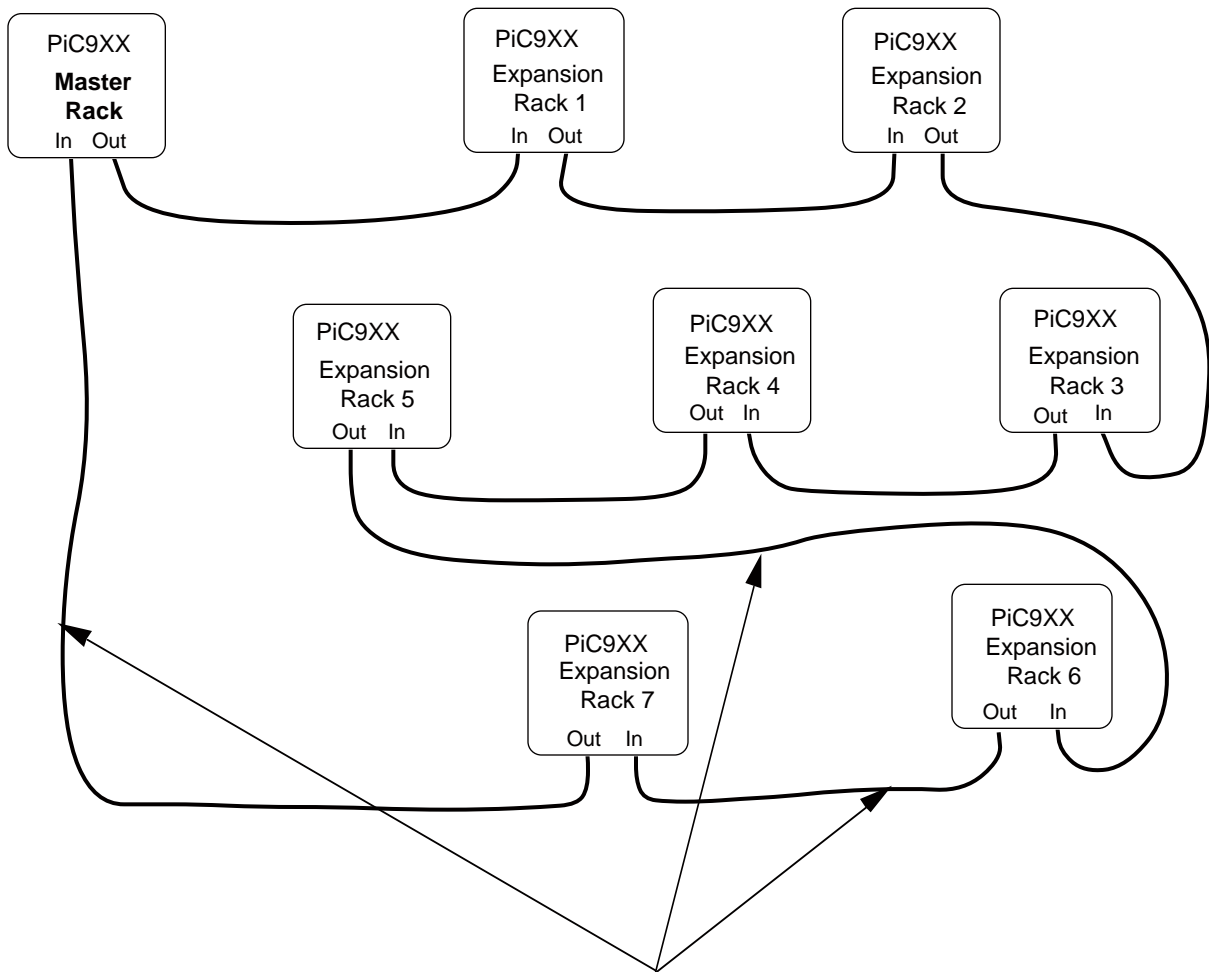 PiC9XX
Master
Rack
In Out
PiC9XX
Expansion
Rack 1
In Out
PiC9XX
Expansion
Rack 2
In Out
PiC9XX
Expansion
Rack 5
Out In
PiC9XX
Expansion
Rack 4
Out In
PiC9XX
Expansion
Rack 3
Out In
PiC9XX
Expansion
Rack 7
Out In
PiC9XX
Expansion
Rack 6
Out In